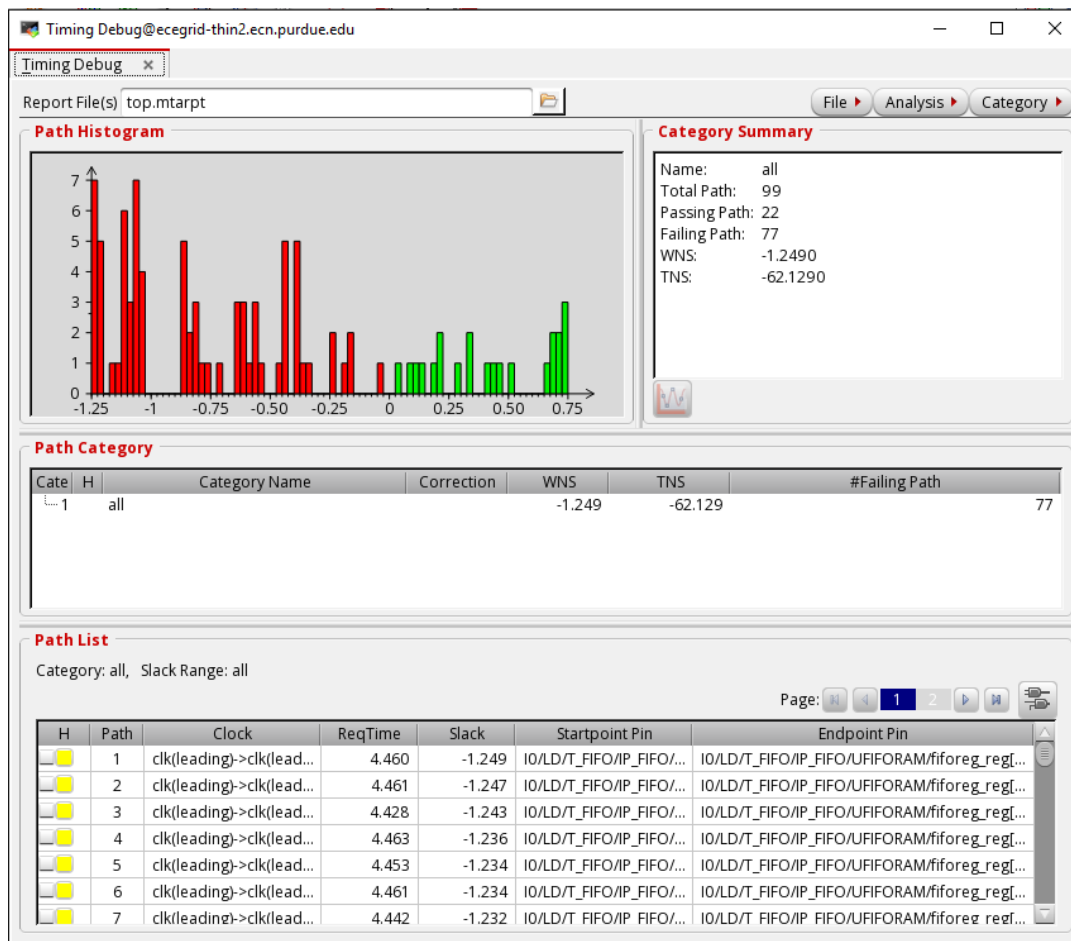 Timing Debug@ecegrid-thin2.ecn.purdue.edu
Timing Debug
Report File(s) top.mtarpt File Analysis Category
Path Histogram
7
6
5
4
3
2
1
0
-1.25 -1 -0.75 -0.50 -0.25 0 0.25 0.50 0.75
Category Summary
Name: all
Total Path: 99
Passing Path: 22
Failing Path: 77
WNS: -1.2490
TNS: -62.1290
Path Category
Cate H Category Name Correction WNS TNS #Failing Path
1 all -1.249 -62.129 77
Path List
Category: all, Slack Range: all
Page: 1 2
H Path Clock ReqTime Slack Startpoint Pin Endpoint Pin
1 clk(leading)->clk(lead... 4.460 -1.249 I0/LD/T_FIFO/IP_FIFO/... I0/LD/T_FIFO/IP_FIFO/UFIFORAM/fiforeg_reg[...
2 clk(leading)->clk(lead... 4.461 -1.247 I0/LD/T_FIFO/IP_FIFO/... I0/LD/T_FIFO/IP_FIFO/UFIFORAM/fiforeg_reg[...
3 clk(leading)->clk(lead... 4.428 -1.243 I0/LD/T_FIFO/IP_FIFO/... I0/LD/T_FIFO/IP_FIFO/UFIFORAM/fiforeg_reg[...
4 clk(leading)->clk(lead... 4.463 -1.236 I0/LD/T_FIFO/IP_FIFO/... I0/LD/T_FIFO/IP_FIFO/UFIFORAM/fiforeg_reg[...
5 clk(leading)->clk(lead... 4.453 -1.234 I0/LD/T_FIFO/IP_FIFO/... I0/LD/T_FIFO/IP_FIFO/UFIFORAM/fiforeg_reg[...
6 clk(leading)->clk(lead... 4.461 -1.234 I0/LD/T_FIFO/IP_FIFO/... I0/LD/T_FIFO/IP_FIFO/UFIFORAM/fiforeg_reg[...
7 clk(leading)->clk(lead... 4.442 -1.232 I0/LD/T_FIFO/IP_FIFO/... I0/LD/T_FIFO/IP_FIFO/UFIFORAM/fiforeg_reg[...